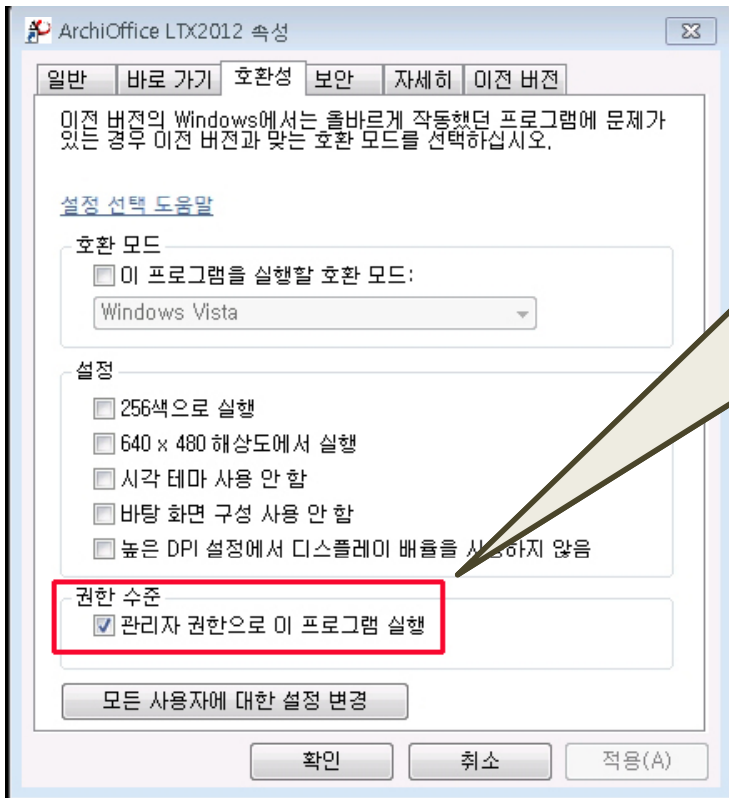 ArchiOffice LTX2012 속성
일반 바로 가기 호환성 보안 자세히 이전 버전
이전 버전의 Windows에서는 올바르게 작동했던 프로그램에 문제가
있는 경우 이전 버전과 맞는 호환 모드를 선택하십시오.
설정 선택 도움말
호환 모드
이 프로그램을 실행할 호환 모드:
Windows Vista
설정
256색으로 실행
640 x 480 해상도에서 실행
시각 테마 사용 안 함
바탕 화면 구성 사용 안 함
높은 DPI 설정에서 디스플레이 배율을 사용하지 않음
권한 수준
관리자 권한으로 이 프로그램 실행
모든 사용자에 대한 설정 변경
확인 취소 적용(A)